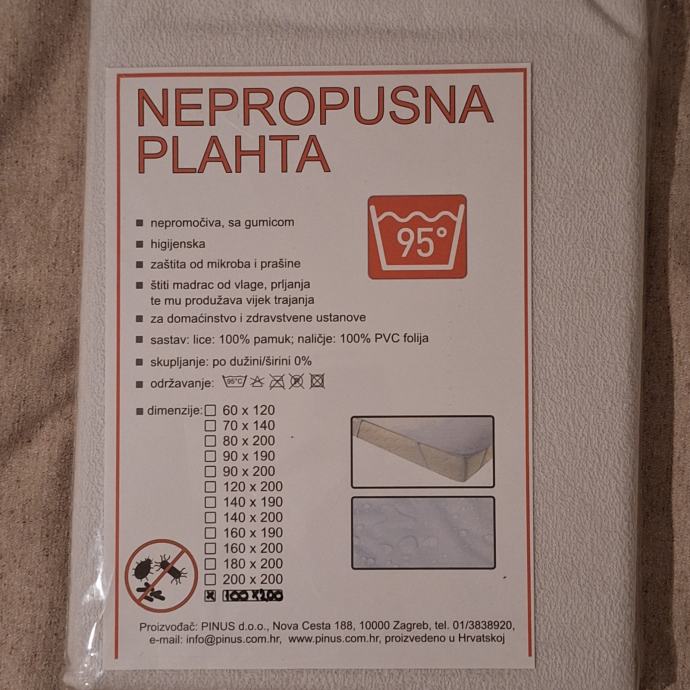 NEPROPUSNA
PLAHTA
95°
nepromočiva, sa gumicom
higijenska
zaštita od mikroba i prašine
štiti madrac od vlage, prljanja
te mu produžava vijek trajanja
za domaćinstvo i zdravstvene ustanove
sastav: lice: 100% pamuk; naličje: 100% PVC folija
skupljanje: po dužini/širini 0%
održavanje: 95°C
dimenzije: 60 x 120
70 x 140
80 x 200
90 x 190
90 x 200
120 x 200
140 x 190
140 x 200
160 x 190
160 x 200
180 x 200
200 x 200
100 x 200
Proizvođač: PINUS d.o.o., Nova Cesta 188, 10000 Zagreb, tel. 01/3838920,
e-mail: info@pinus.com.hr, www.pinus.com.hr, proizvedeno u Hrvatskoj